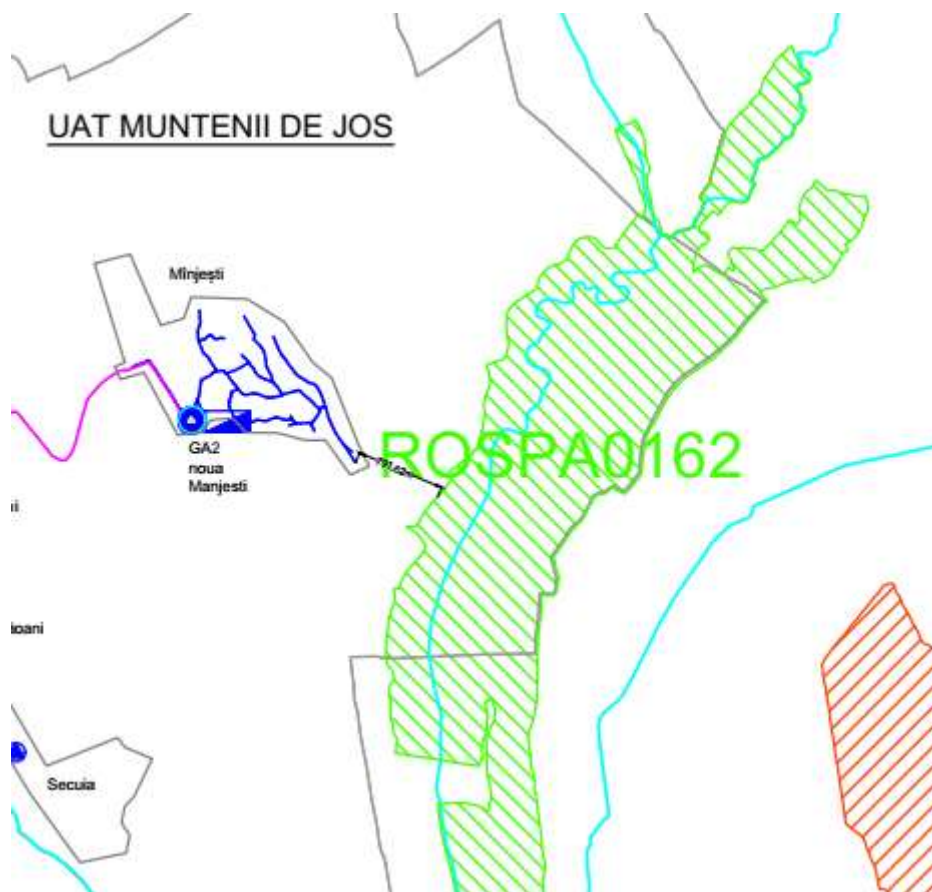 UAT MUNTENII DE JOS
Mînjești
GA2
noua
Manjesti
ROSPA0162
Secuia